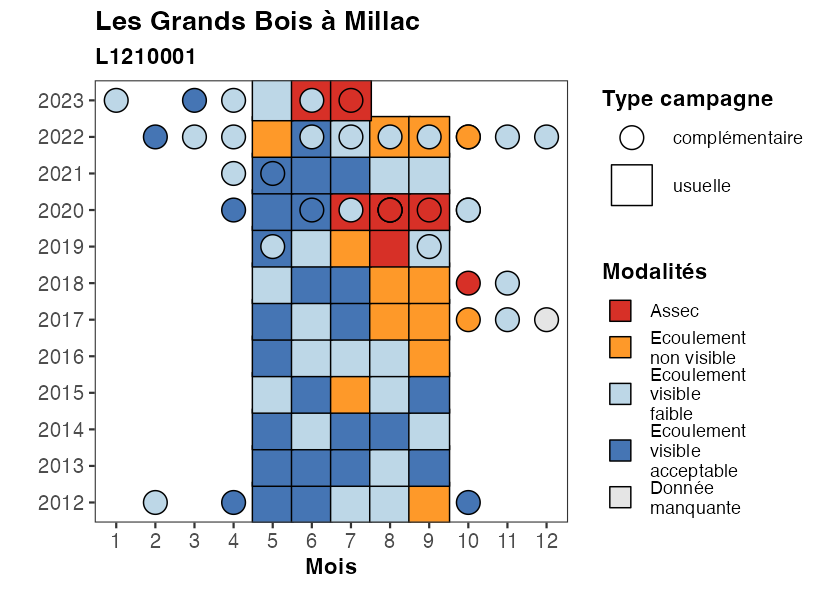 Les Grands Bois à Millac
L1210001
2023
2022
2021
2020
2019
2018
2017
2016
2015
2014
2013
2012
1 2 3 4 5 6 7 8 9 10 11 12
Mois
Type campagne
complémentaire
usuelle
Modalités
Assec
Ecoulement
non visible
Ecoulement
visible
faible
Ecoulement
visible
acceptable
Donnée
manquante